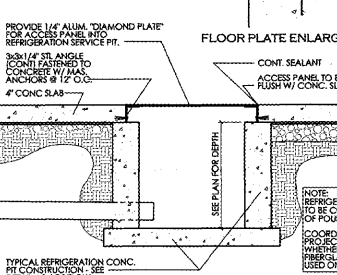 PROVIDE 1/4" ALUM. "DIAMOND PLATE"
FOR ACCESS PANEL INTO
REFRIGERATION SERVICE PIT.
FLOOR PLATE ENLARG
3x3x1/4" STL ANGLE
(CONT) FASTENED TO
CONCRETE W/ MAS.
ANCHORS @ 12" O.C.
4" CONC SLAB
CONT. SEALANT
ACCESS PANEL TO B
FLUSH W/ CONC. SL
SEE PLAN FOR DEPTH
NOTE:
REFRIGE
TO BE C
OF POU
COORD
PROJEC
WHETHE
FIBERGL
USED O
TYPICAL REFRIGERATION CONC.
PIT CONSTRUCTION - SEE